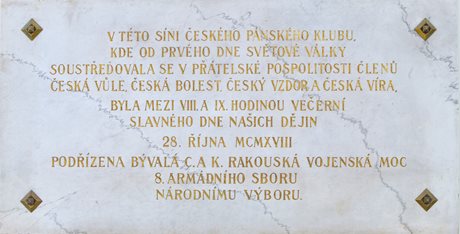 V TÉTO SÍNI ČESKÉHO PÁNSKÉHO KLUBU,
KDE OD PRVÉHO DNE SVĚTOVÉ VÁLKY
SOUSTŘEĎOVALA SE V PŘÁTELSKÉ POSPOLITOSTI ČLENŮ
ČESKÁ VŮLE, ČESKÁ BOLEST, ČESKÝ VZDOR A ČESKÁ VÍRA,
BYLA MEZI VIII. A IX. HODINOU VEČERNÍ
SLAVNÉHO DNE NAŠICH DĚJIN
28. ŘÍJNA MCMXVIII
PODŘÍZENA BÝVALÁ C. A K. RAKOUSKÁ VOJENSKÁ MOC
8. ARMÁDNÍHO SBORU
NÁRODNÍMU VÝBORU.